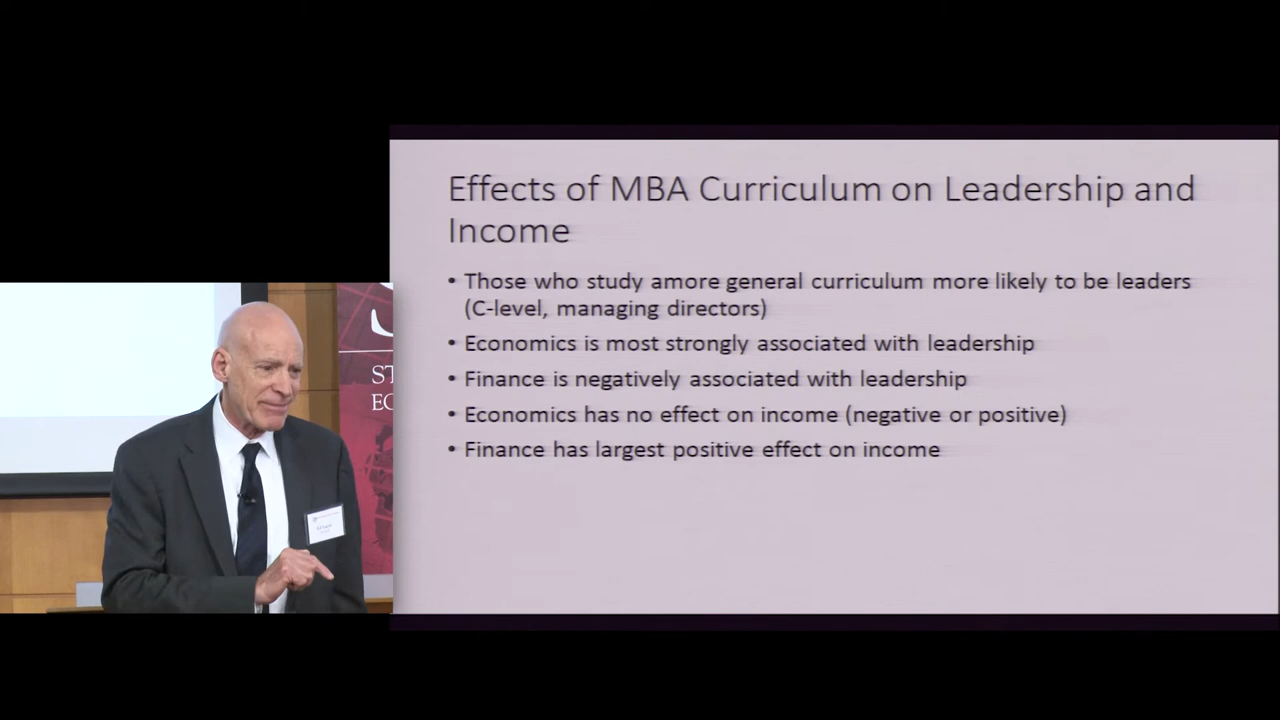 Effects of MBA Curriculum on Leadership and
Income
• Those who study amore general curriculum more likely to be leaders
(C-level, managing directors)
• Economics is most strongly associated with leadership
• Finance is negatively associated with leadership
• Economics has no effect on income (negative or positive)
• Finance has largest positive effect on income
ST
EC